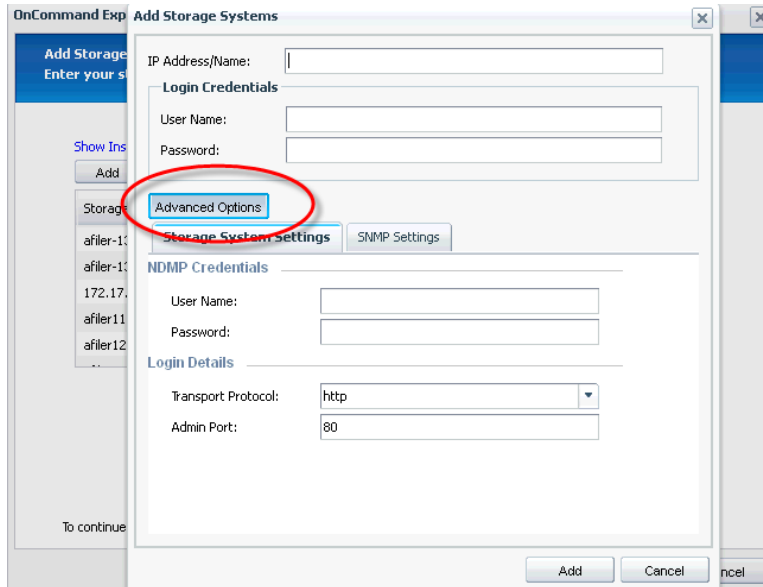 OnCommand Exp
Add Storage Systems
Add Storage
Enter your
IP Address/Name:
Login Credentials
User Name:
Password:
Show Ins
Add
Advanced Options
Storage
Storage System Settings
SNMP Settings
afiler-13
afiler-13
172.17.
afiler11
afiler12
NDMP Credentials
User Name:
Password:
Login Details
Transport Protocol:
http
Admin Port:
80
To continue
Add
Cancel
ncel